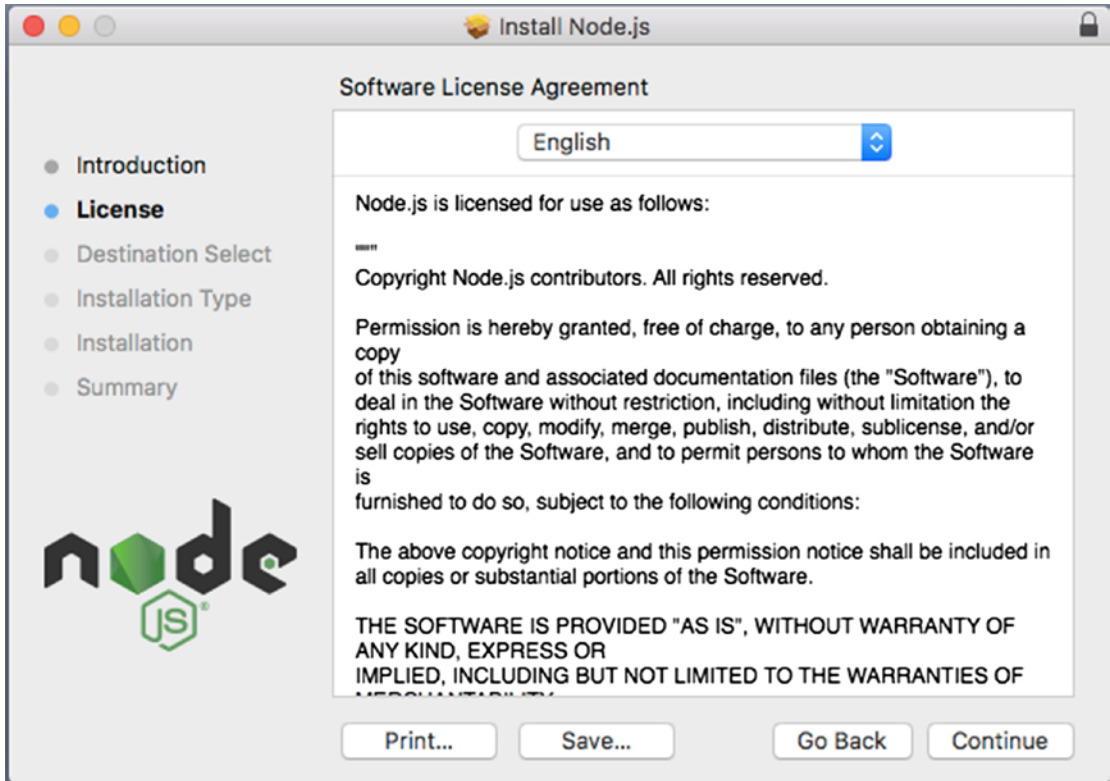 Install Node.js
Software License Agreement
Introduction
License
Destination Select
Installation Type
Installation
Summary
node
JS®
English
Node.js is licensed for use as follows:
"""
Copyright Node.js contributors. All rights reserved.
Permission is hereby granted, free of charge, to any person obtaining a
copy
of this software and associated documentation files (the "Software"), to
deal in the Software without restriction, including without limitation the
rights to use, copy, modify, merge, publish, distribute, sublicense, and/or
sell copies of the Software, and to permit persons to whom the Software
is
furnished to do so, subject to the following conditions:
The above copyright notice and this permission notice shall be included in
all copies or substantial portions of the Software.
THE SOFTWARE IS PROVIDED "AS IS", WITHOUT WARRANTY OF
ANY KIND, EXPRESS OR
IMPLIED, INCLUDING BUT NOT LIMITED TO THE WARRANTIES OF
Print...
Save...
Go Back
Continue